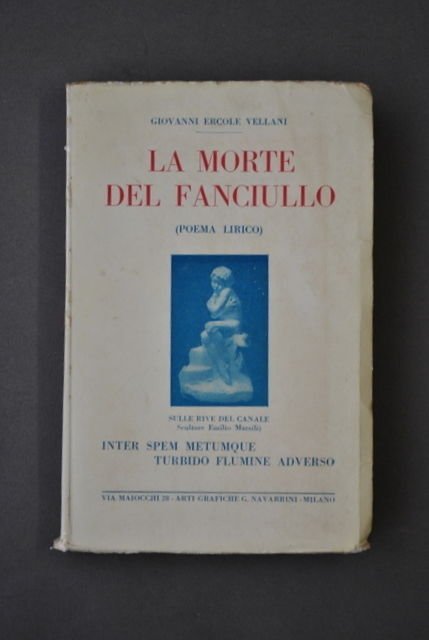 GIOVANNI ERCOLE VELLANI
LA MORTE
DEL FANCIULLO
(POEMA LIRICO)
SULLE RIVE DEL CANALE
(Scultore Emilio Marsili)
INTER SPEM METUMQUE
TURBIDO FLUMINE ADVERSO
VIA MAIOCCHI 28 - ARTI GRAFICHE G. NAVARRINI - MILANO